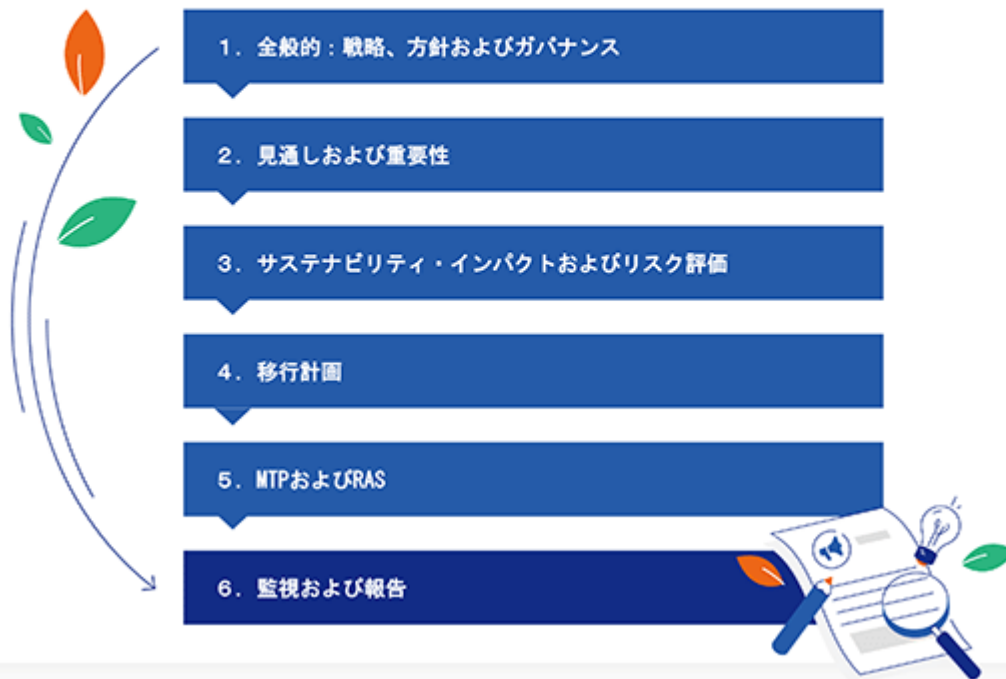 １．全般的：戦略、方針およびガバナンス
２．見通しおよび重要性
３．サステナビリティ・インパクトおよびリスク評価
４．移行計画
５．MTPおよびRAS
６．監視および報告